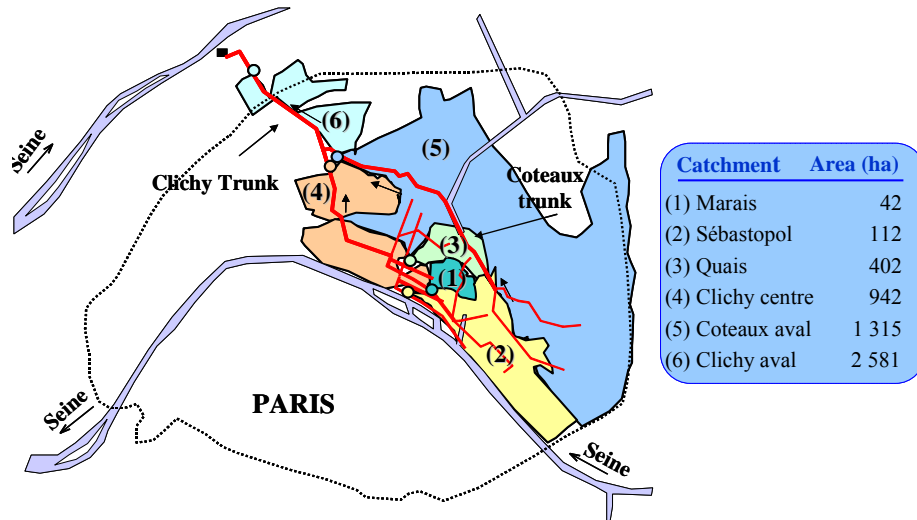 Seine
Clichy Trunk
(6)
(5)
(4)
Coteaux
trunk
(3)
(1)
(2)
PARIS
Seine
Seine
Catchment Area (ha)
(1) Marais 42
(2) Sébastopol 112
(3) Quais 402
(4) Clichy centre 942
(5) Coteaux aval 1 315
(6) Clichy aval 2 581